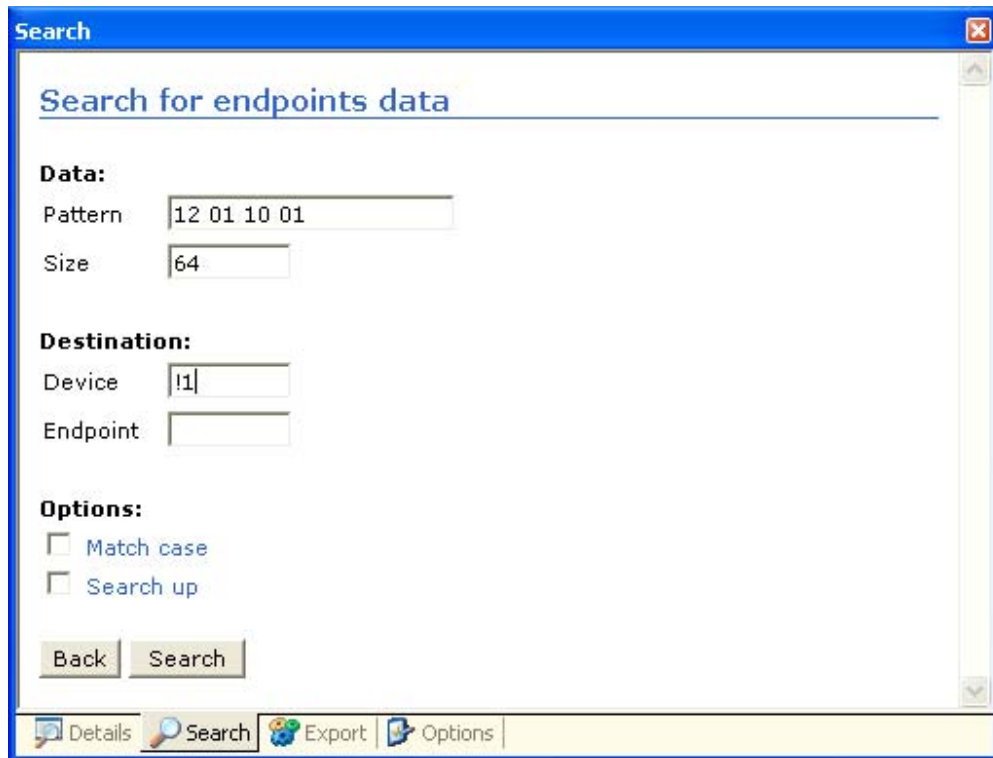 Search
Search for endpoints data
Data:
Pattern 12 01 10 01
Size 64
Destination:
Device !1
Endpoint
Options:
Match case
Search up
Back Search
Details Search Export Options